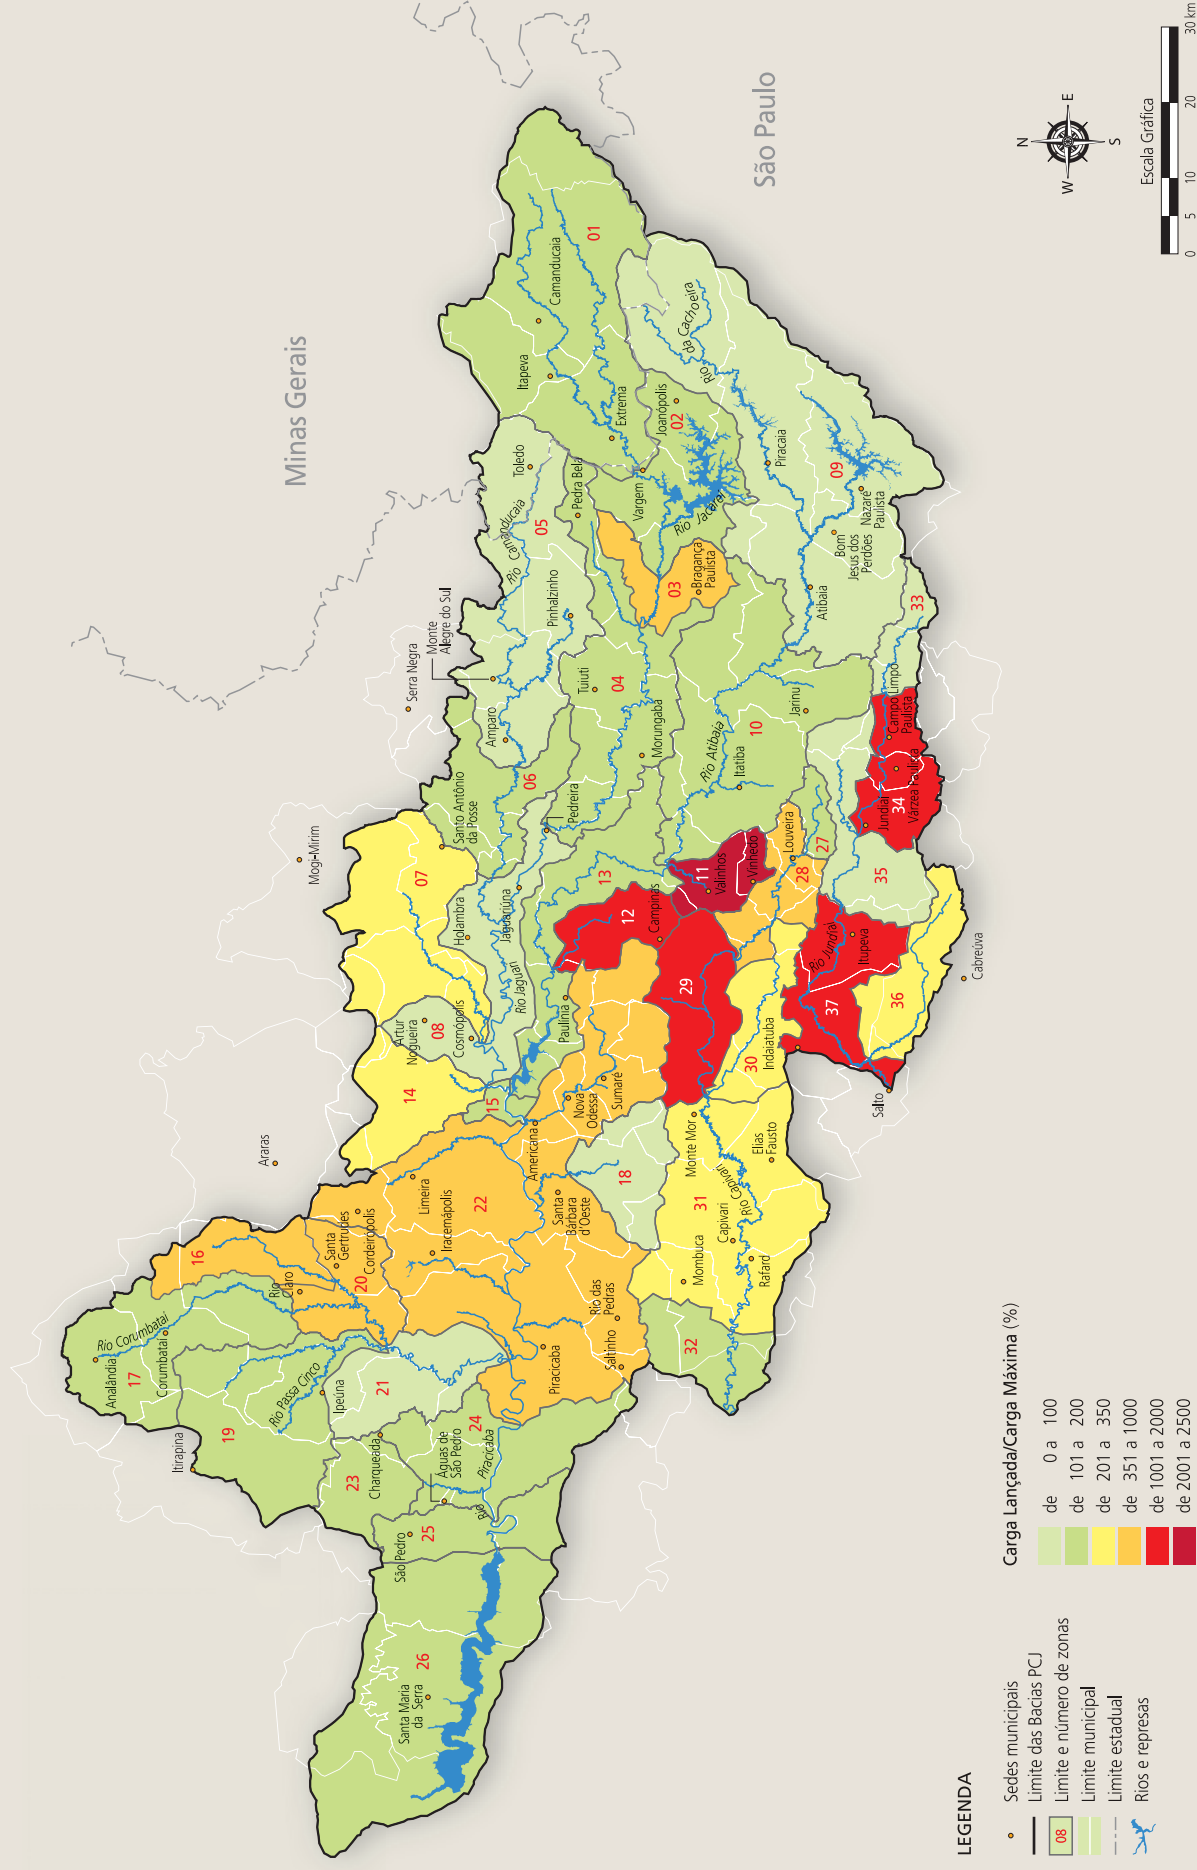 Minas Gerais
São Paulo
Mogi-Mirim
Serra Negra
Monte
Alegre do Sul
Araras
Itirapina
Cabreúva
Salto
Analândia
Corumbataí
Rio Corumbataí
17
16
19
Rio Passa Cinco
Rio
Claro
Santa
Gertrudes
Cordeirópolis
20
Ipeúna
21
23
Charqueada
Águas de
São Pedro
24
Rio
Piracicaba
25
São Pedro
26
Santa Maria
da Serra
Limeira
Iracemápolis
22
Piracicaba
Rio das
Pedras
Saltinho
Santa
Bárbara
d'Oeste
Americana
Nova
Odessa
Sumaré
18
14
15
Artur
Nogueira
08
Cosmópolis
07
Holambra
Santo Antônio
da Posse
Jaguariúna
Rio Jaguari
Paulínia
13
12
Campinas
Pedreira
06
Amparo
Rio Camanducaia
Pinhalzinho
05
Toledo
Pedra Bela
Tuiuti
04
Morungaba
Itapeva
Camanducaia
01
Extrema
Joanópolis
02
Vargem
Rio Jacareí
03
Bragança
Paulista
Rio
da Cachoeira
Piracaia
09
Nazaré
Paulista
Bom
Jesus dos
Perdões
Atibaia
Rio Atibaia
Itatiba
10
Jarinu
33
Campo
Limpo
Paulista
Várzea Paulista
34
Jundiaí
35
27
Louveira
28
Vinhedo
Valinhos
11
29
Rio Jundiaí
Itupeva
37
36
30
Indaiatuba
Monte Mor
Elias
Fausto
31
Rio Capivari
Capivari
Mombuca
Rafard
32
N
W
E
S
Escala Gráfica
0 5 10 20 30 km
LEGENDA
Sedes municipais
Limite das Bacias PCJ
08 Limite e número de zonas
Limite municipal
Limite estadual
Rios e represas
Carga Lançada/Carga Máxima (%)
de 0 a 100
de 101 a 200
de 201 a 350
de 351 a 1000
de 1001 a 2000
de 2001 a 2500